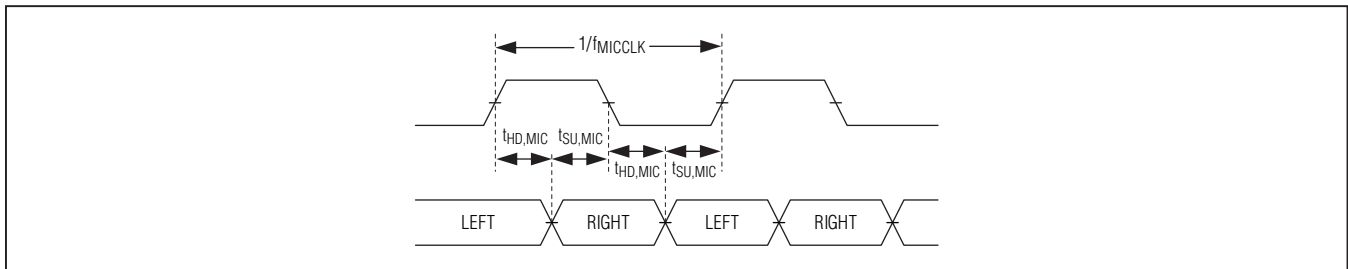 1/fMICCLK
tHD,MIC tSU,MIC
tHD,MIC tSU,MIC
LEFT RIGHT LEFT RIGHT